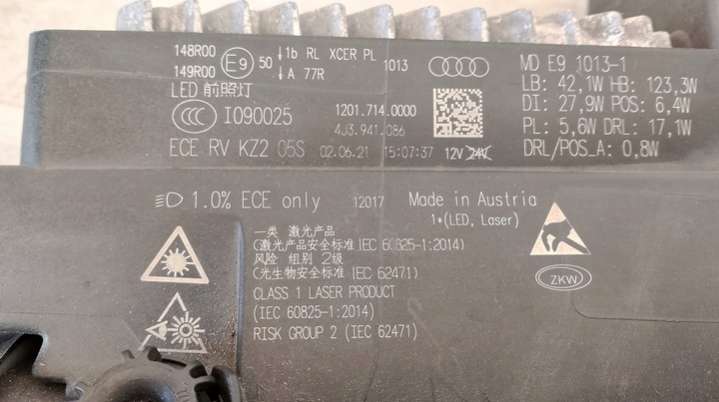 148R00 E9 50 ↓1b RL XCER PL
149R00 ↓A 77R 1013
LED 前照灯
CCC I090025 1201.714.0000
4J3.941.086
ECE RV KZ2 05S 02.06.21 15:07:37 12V 24V
MD E9 1013-1
LB: 42,1W HB: 123,3W
DI: 27,9W POS: 6,4W
PL: 5,6W DRL: 17,1W
DRL/POS_A: 0,8W
1.0% ECE only 12017 Made in Austria
1*(LED, Laser)
一类 激光产品
(激光产品安全标准 IEC 60825-1:2014)
风险 组别 2级
(光生物安全标准 IEC 62471)
CLASS 1 LASER PRODUCT
(IEC 60825-1:2014)
RISK GROUP 2 (IEC 62471)
ZKW